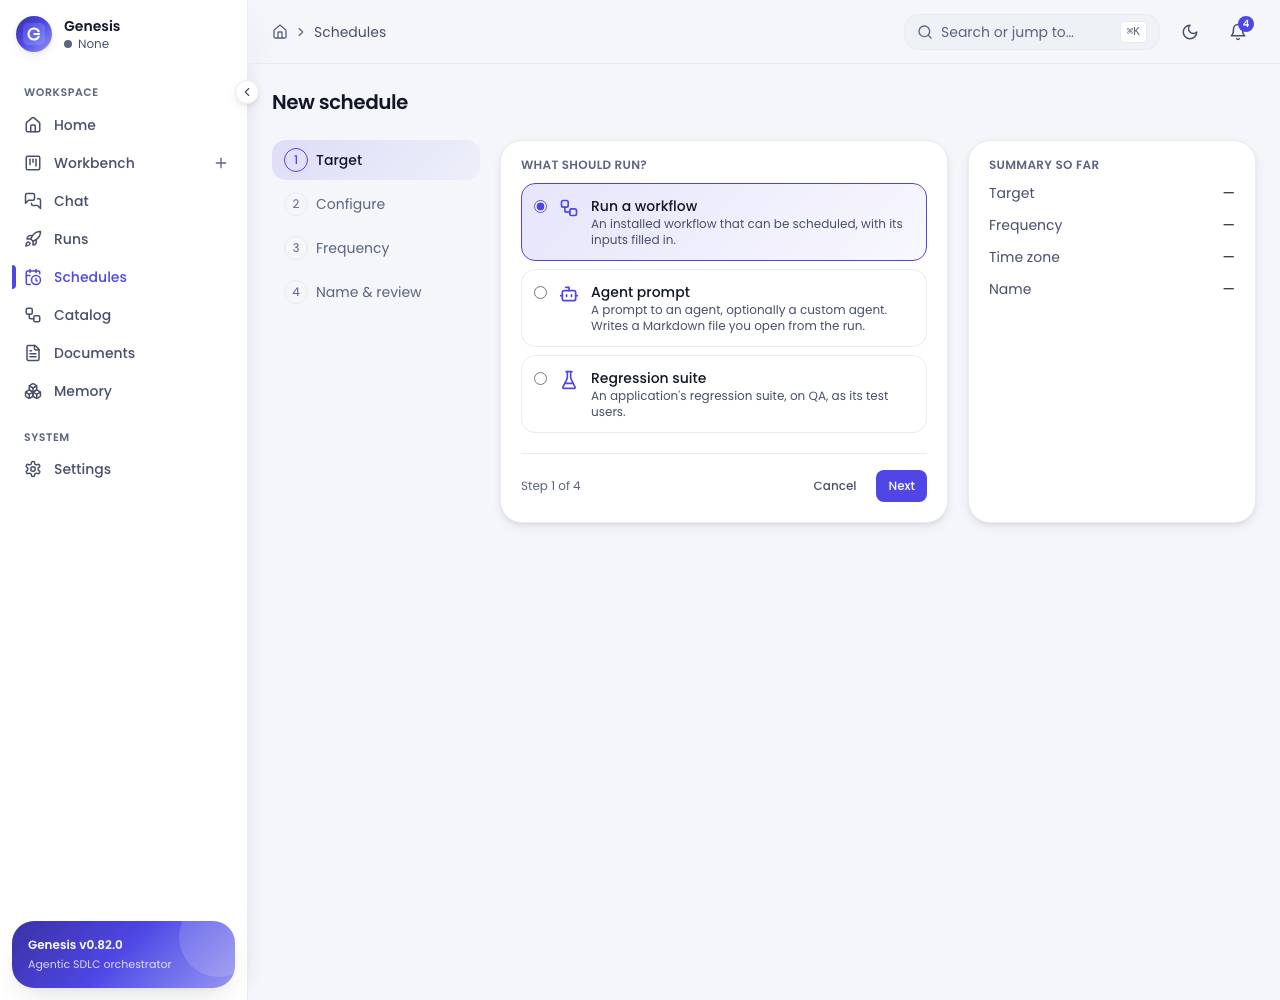 Genesis
None
WORKSPACE
Home
Workbench
Chat
Runs
Schedules
Catalog
Documents
Memory
SYSTEM
Settings
Genesis v0.82.0
Agentic SDLC orchestrator
Schedules
Search or jump to...
⌘K
4
New schedule
1 Target
2 Configure
3 Frequency
4 Name & review
WHAT SHOULD RUN?
Run a workflow
An installed workflow that can be scheduled, with its
inputs filled in.
Agent prompt
A prompt to an agent, optionally a custom agent.
Writes a Markdown file you open from the run.
Regression suite
An application's regression suite, on QA, as its test
users.
Step 1 of 4
Cancel
Next
SUMMARY SO FAR
Target —
Frequency —
Time zone —
Name —